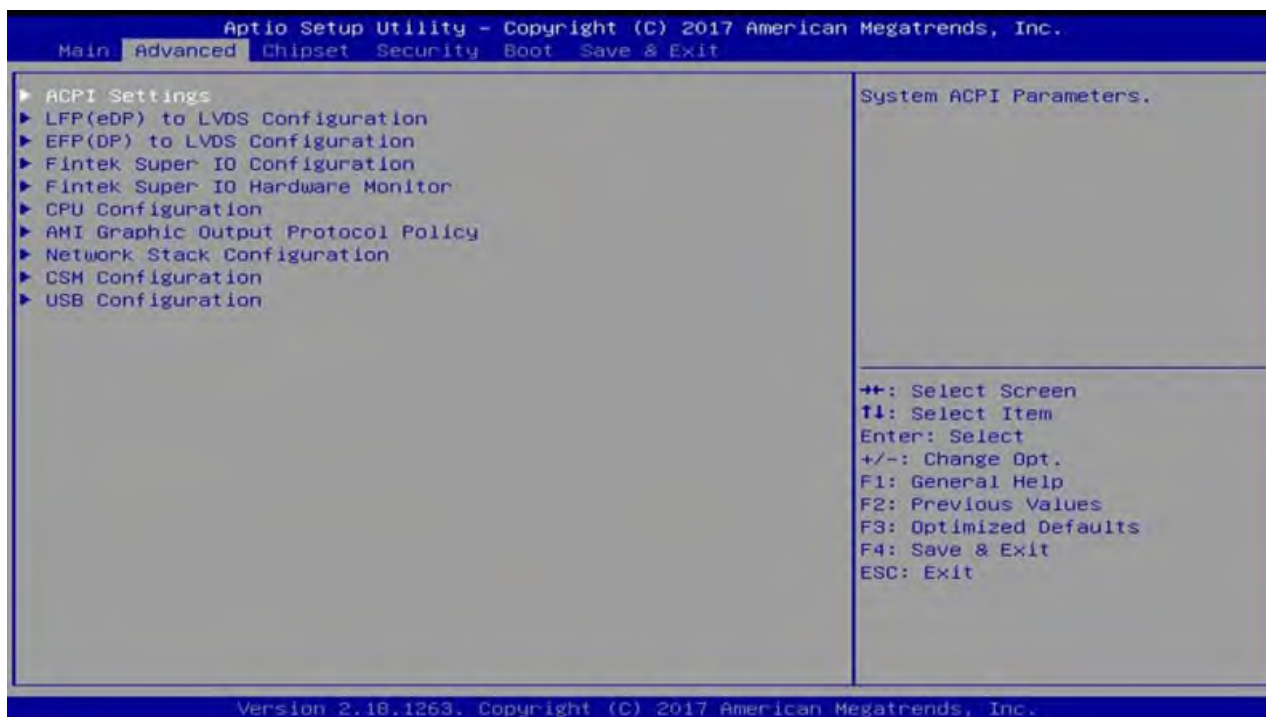 Aptio Setup Utility – Copyright (C) 2017 American Megatrends, Inc.
Main Advanced Chipset Security Boot Save & Exit
► ACPI Settings
► LFP(eDP) to LVDS Configuration
► EFP(DP) to LVDS Configuration
► Fintek Super IO Configuration
► Fintek Super IO Hardware Monitor
► CPU Configuration
► AMI Graphic Output Protocol Policy
► Network Stack Configuration
► CSM Configuration
► USB Configuration
System ACPI Parameters.
→←: Select Screen
↑↓: Select Item
Enter: Select
+/-: Change Opt.
F1: General Help
F2: Previous Values
F3: Optimized Defaults
F4: Save & Exit
ESC: Exit
Version 2.18.1263. Copyright (C) 2017 American Megatrends, Inc.